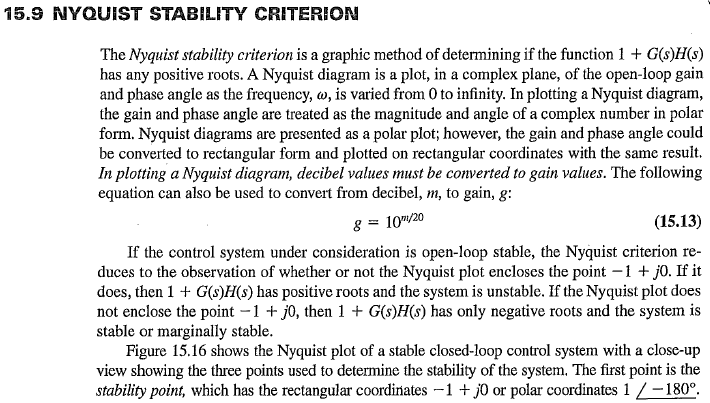 15.9 NYQUIST STABILITY CRITERION
The Nyquist stability criterion is a graphic method of determining if the function 1 + G(s)H(s)
has any positive roots. A Nyquist diagram is a plot, in a complex plane, of the open-loop gain
and phase angle as the frequency, ω, is varied from 0 to infinity. In plotting a Nyquist diagram,
the gain and phase angle are treated as the magnitude and angle of a complex number in polar
form. Nyquist diagrams are presented as a polar plot; however, the gain and phase angle could
be converted to rectangular form and plotted on rectangular coordinates with the same result.
In plotting a Nyquist diagram, decibel values must be converted to gain values. The following
equation can also be used to convert from decibel, m, to gain, g:
g = 10^{m/20} (15.13)
If the control system under consideration is open-loop stable, the Nyquist criterion re-
duces to the observation of whether or not the Nyquist plot encloses the point −1 + j0. If it
does, then 1 + G(s)H(s) has positive roots and the system is unstable. If the Nyquist plot does
not enclose the point −1 + j0, then 1 + G(s)H(s) has only negative roots and the system is
stable or marginally stable.
Figure 15.16 shows the Nyquist plot of a stable closed-loop control system with a close-up
view showing the three points used to determine the stability of the system. The first point is the
stability point, which has the rectangular coordinates −1 + j0 or polar coordinates 1 ∠−180°.